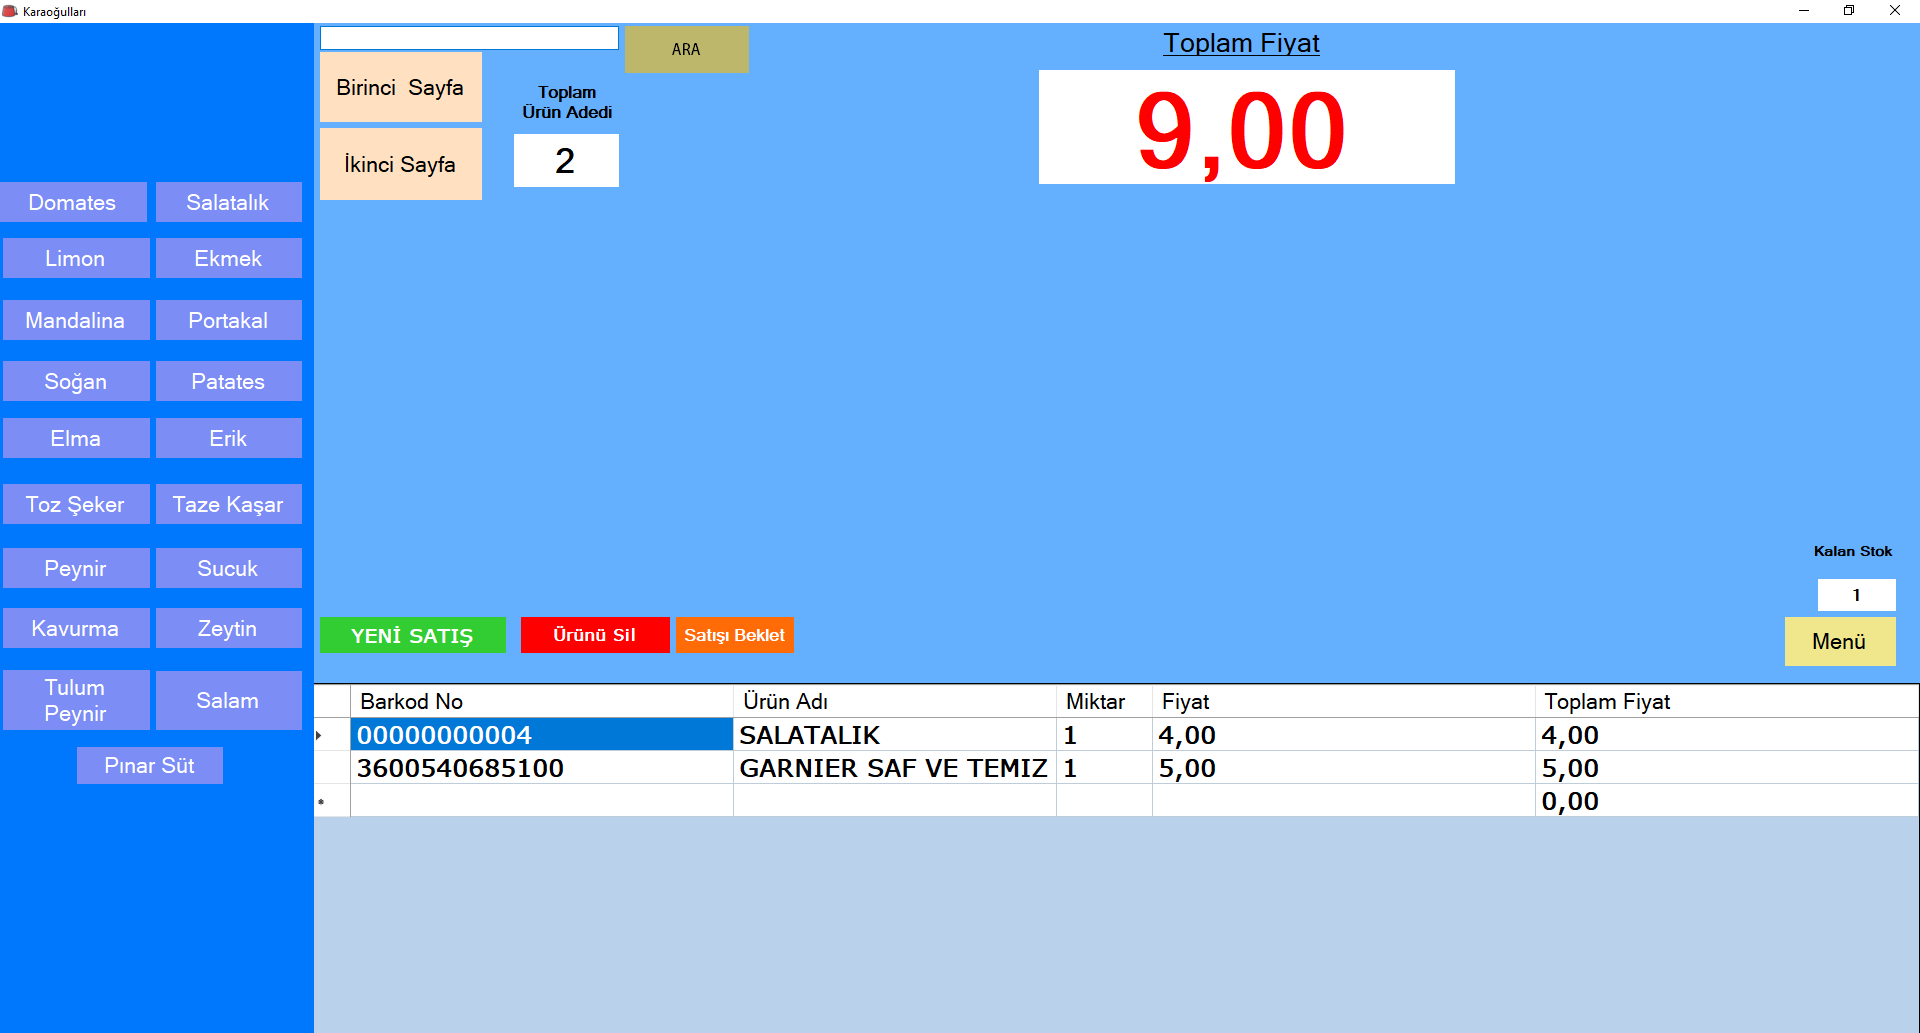 Karaoğulları
ARA
Toplam Fiyat
Birinci Sayfa
Toplam
Ürün Adedi
9,00
İkinci Sayfa
2
Domates Salatalık
Limon Ekmek
Mandalina Portakal
Soğan Patates
Elma Erik
Toz Şeker Taze Kaşar
Peynir Sucuk
Kavurma Zeytin
Tulum
Peynir
Salam
Pınar Süt
Kalan Stok
1
YENİ SATIŞ Ürünü Sil Satışı Beklet
Menü
Barkod No Ürün Adı Miktar Fiyat Toplam Fiyat
00000000004 SALATALIK 1 4,00 4,00
3600540685100 GARNIER SAF VE TEMIZ 1 5,00 5,00
0,00